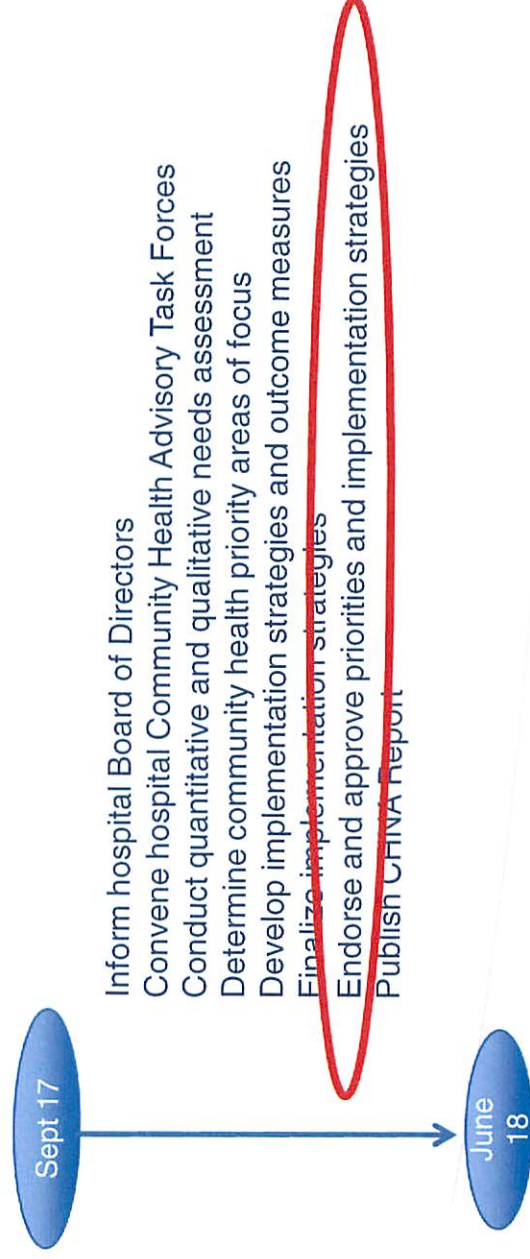 Sept 17
Inform hospital Board of Directors
Convene hospital Community Health Advisory Task Forces
Conduct quantitative and qualitative needs assessment
Determine community health priority areas of focus
Develop implementation strategies and outcome measures
Finalize implementation strategies
Endorse and approve priorities and implementation strategies
Publish CHNA Report
June
18